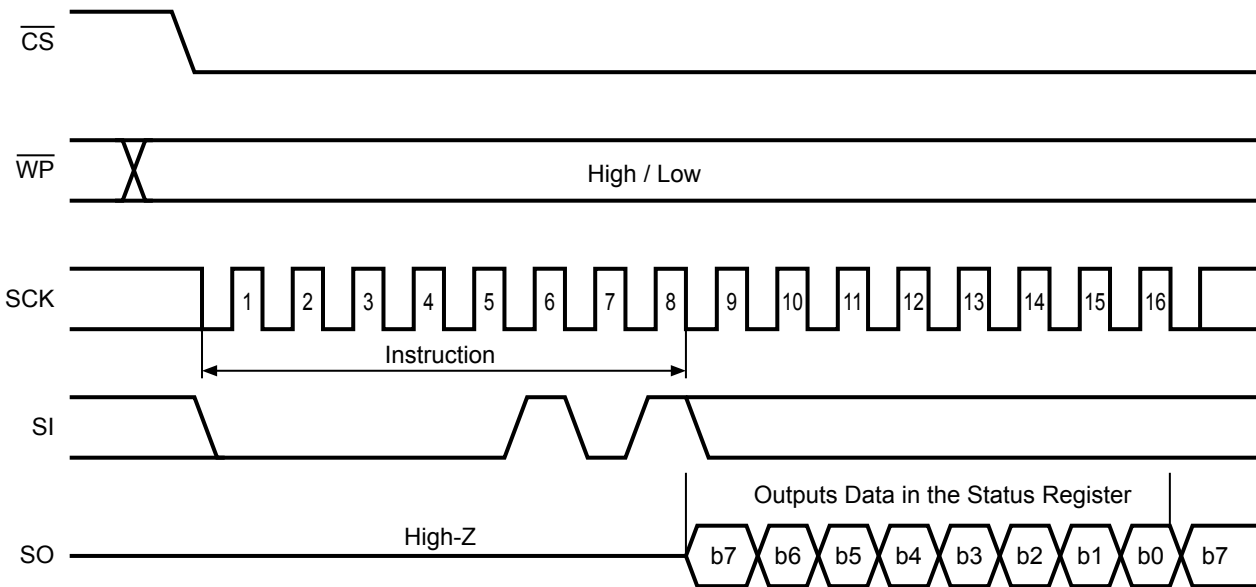 CS
WP
High / Low
SCK
1 2 3 4 5 6 7 8 9 10 11 12 13 14 15 16
Instruction
SI
Outputs Data in the Status Register
High-Z
SO
b7 b6 b5 b4 b3 b2 b1 b0 b7